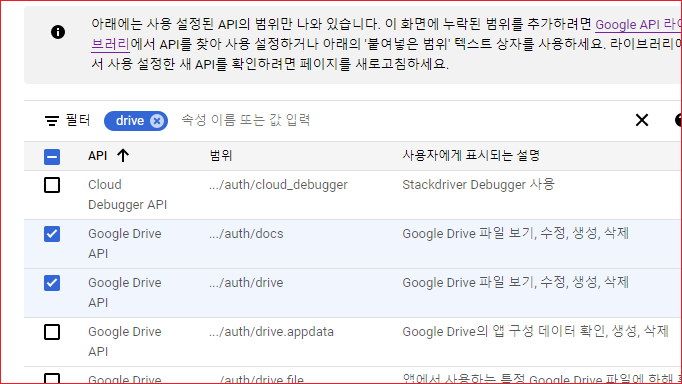 아래에는 사용 설정된 API의 범위만 나와 있습니다. 이 화면에 누락된 범위를 추가하려면 Google API 라이
브러리에서 API를 찾아 사용 설정하거나 아래의 '붙여넣은 범위' 텍스트 상자를 사용하세요. 라이브러리에
서 사용 설정한 새 API를 확인하려면 페이지를 새로고침하세요.
필터 drive 속성 이름 또는 값 입력
API 범위 사용자에게 표시되는 설명
Cloud .../auth/cloud_debugger Stackdriver Debugger 사용
Debugger API
Google Drive .../auth/docs Google Drive 파일 보기, 수정, 생성, 삭제
API
Google Drive .../auth/drive Google Drive 파일 보기, 수정, 생성, 삭제
API
Google Drive .../auth/drive.appdata Google Drive의 앱 구성 데이터 확인, 생성, 삭제
API
Google Drive .../auth/drive.file 앱에서 사용하는 특정 Google Drive 파일에 한해